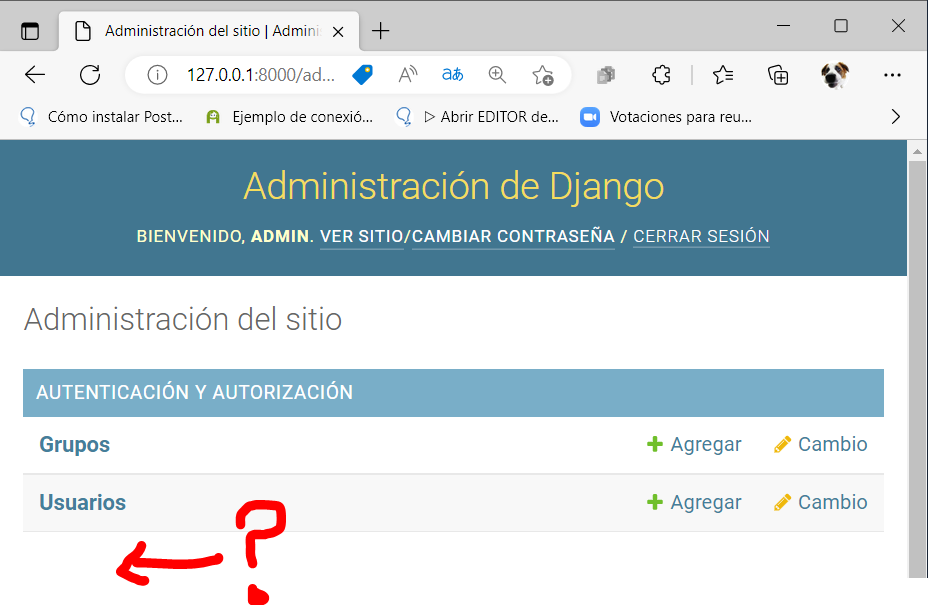 Administración del sitio | Admini
127.0.0.1:8000/ad...
Cómo instalar Post...
Ejemplo de conexió...
▷ Abrir EDITOR de...
Votaciones para reu...
Administración de Django
BIENVENIDO, ADMIN. VER SITIO/CAMBIAR CONTRASEÑA / CERRAR SESIÓN
Administración del sitio
AUTENTICACIÓN Y AUTORIZACIÓN
Grupos + Agregar Cambio
Usuarios + Agregar Cambio
?